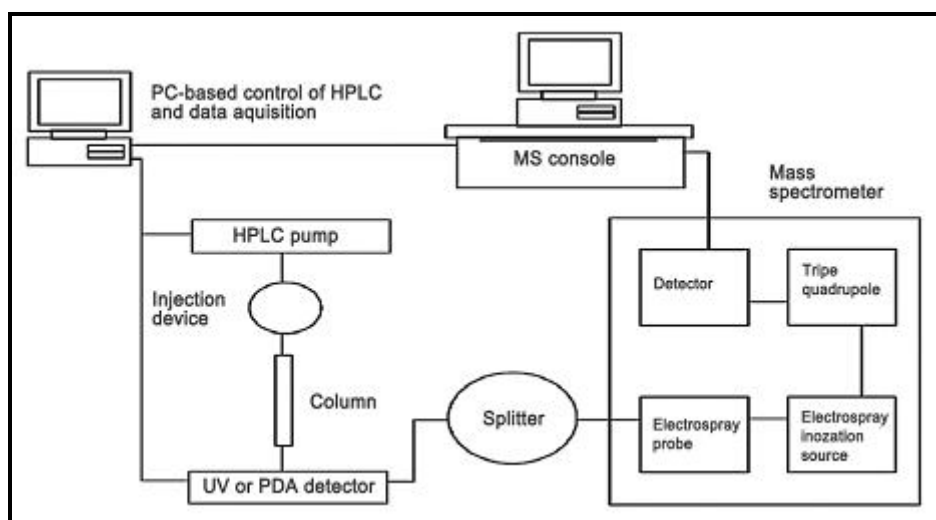 PC-based control of HPLC
and data aquisition
MS console
Mass
spectrometer
HPLC pump
Injection
device
Column
UV or PDA detector
Splitter
Detector
Tripe
quadrupole
Electrospray
probe
Electrospray
inozation
source